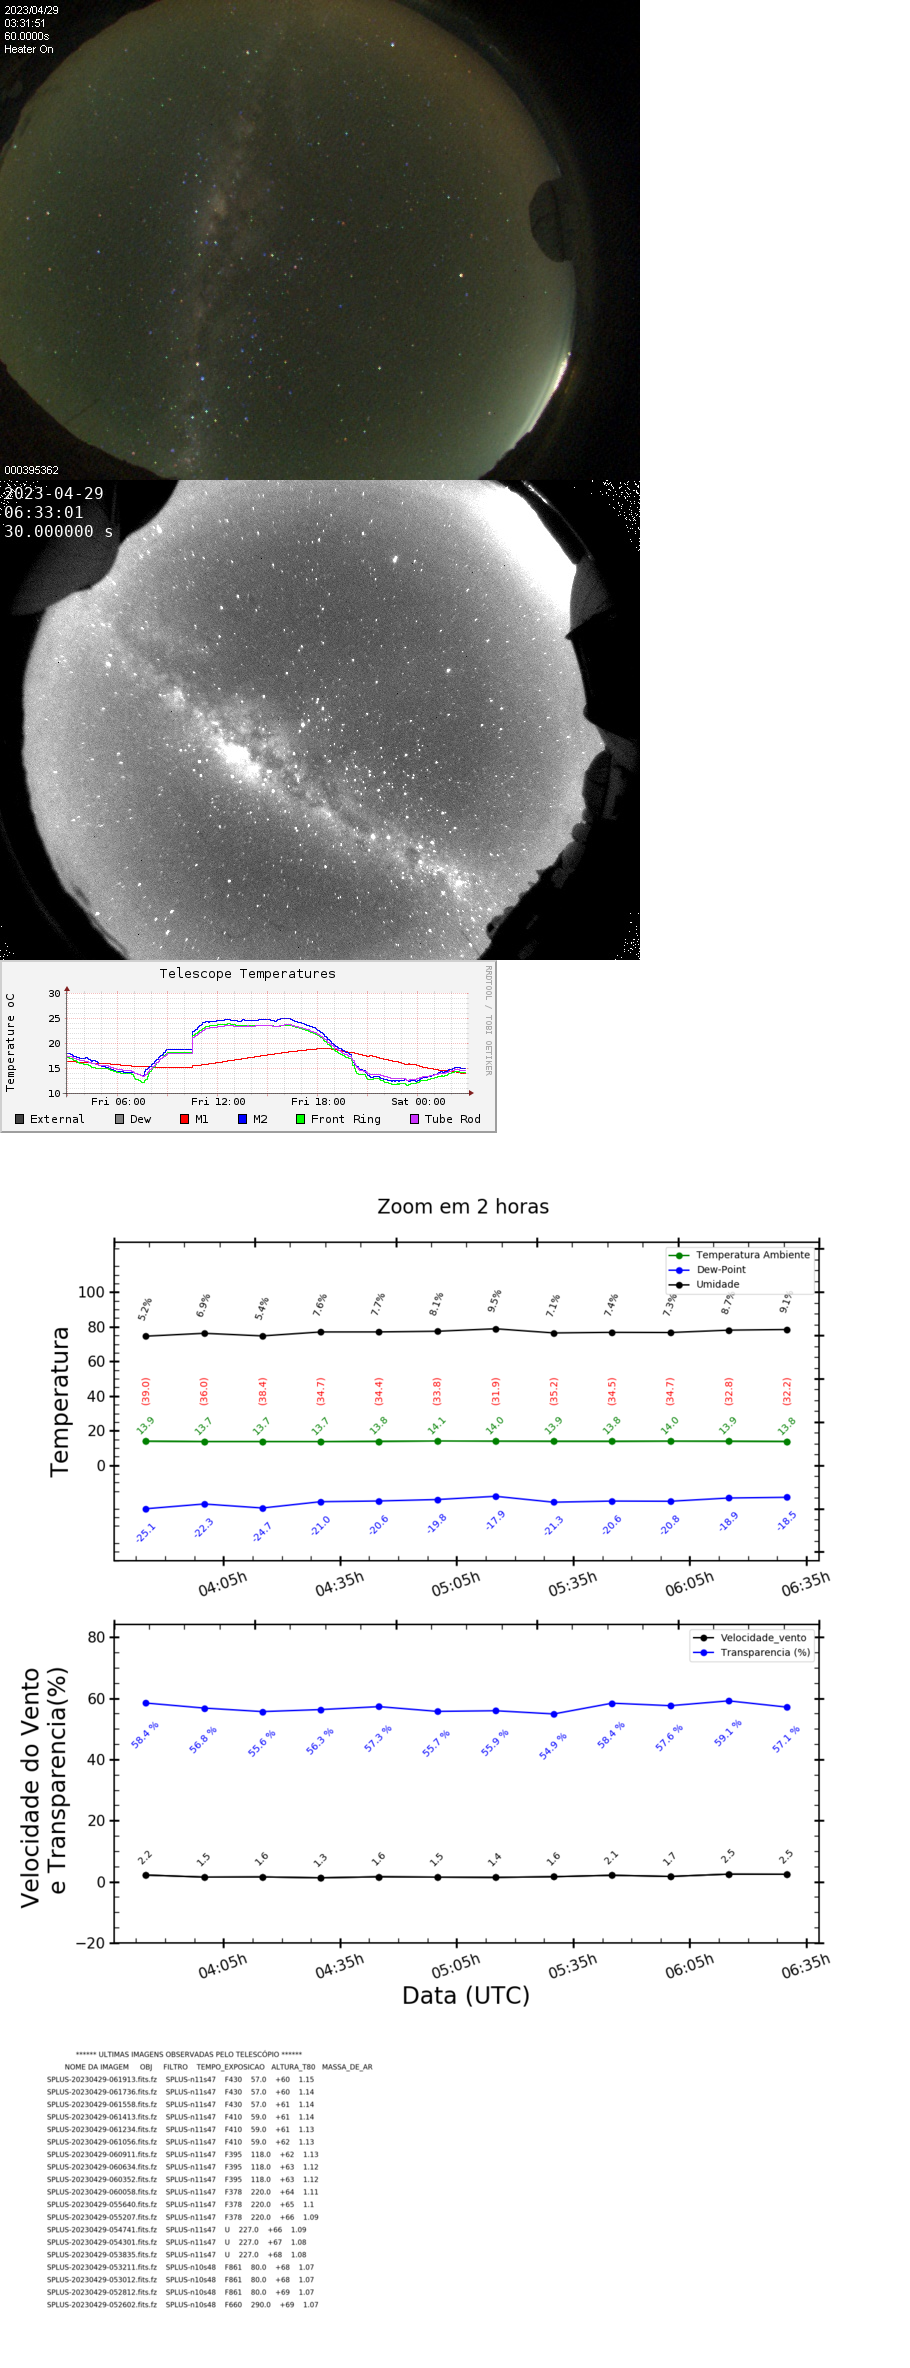 2023/04/29
03:31:51
60.0000s
Heater On
000395362
2023-04-29
06:33:01
30.000000 s
Telescope Temperatures
Temperature oC
30
25
20
15
10
Fri 06:00 Fri 12:00 Fri 18:00 Sat 00:00
External Dew M1 M2 Front Ring Tube Rod
RRDTOOL / TOBI OETIKER
Zoom em 2 horas
Temperatura Ambiente
Dew-Point
Umidade
Temperatura
100
80
60
40
20
0
5.2% 6.9% 5.4% 7.6% 7.7% 8.1% 9.5% 7.1% 7.4% 7.3% 8.7% 9.1%
(39.0) (36.0) (38.4) (34.7) (34.4) (33.8) (31.9) (35.2) (34.5) (34.7) (32.8) (32.2)
13.9 13.7 13.7 13.7 13.8 14.1 14.0 13.9 13.8 14.0 13.9 13.8
-25.1 -22.3 -24.7 -21.0 -20.6 -19.8 -17.9 -21.3 -20.6 -20.8 -18.9 -18.5
04:05h 04:35h 05:05h 05:35h 06:05h 06:35h
Velocidade_vento
Transparencia (%)
Velocidade do Vento
e Transparencia(%)
80
60
40
20
0
−20
58.4 % 56.8 % 55.6 % 56.3 % 57.3 % 55.7 % 55.9 % 54.9 % 58.4 % 57.6 % 59.1 % 57.1 %
2.2 1.5 1.6 1.3 1.6 1.5 1.4 1.6 2.1 1.7 2.5 2.5
04:05h 04:35h 05:05h 05:35h 06:05h 06:35h
Data (UTC)
****** ULTIMAS IMAGENS OBSERVADAS PELO TELESCÓPIO ******
NOME DA IMAGEM OBJ FILTRO TEMPO_EXPOSICAO ALTURA_T80 MASSA_DE_AR
SPLUS-20230429-061913.fits.fz SPLUS-n11s47 F430 57.0 +60 1.15
SPLUS-20230429-061736.fits.fz SPLUS-n11s47 F430 57.0 +60 1.14
SPLUS-20230429-061558.fits.fz SPLUS-n11s47 F430 57.0 +61 1.14
SPLUS-20230429-061413.fits.fz SPLUS-n11s47 F410 59.0 +61 1.14
SPLUS-20230429-061234.fits.fz SPLUS-n11s47 F410 59.0 +61 1.13
SPLUS-20230429-061056.fits.fz SPLUS-n11s47 F410 59.0 +62 1.13
SPLUS-20230429-060911.fits.fz SPLUS-n11s47 F395 118.0 +62 1.13
SPLUS-20230429-060634.fits.fz SPLUS-n11s47 F395 118.0 +63 1.12
SPLUS-20230429-060352.fits.fz SPLUS-n11s47 F395 118.0 +63 1.12
SPLUS-20230429-060058.fits.fz SPLUS-n11s47 F378 220.0 +64 1.11
SPLUS-20230429-055640.fits.fz SPLUS-n11s47 F378 220.0 +65 1.1
SPLUS-20230429-055207.fits.fz SPLUS-n11s47 F378 220.0 +66 1.09
SPLUS-20230429-054741.fits.fz SPLUS-n11s47 U 227.0 +66 1.09
SPLUS-20230429-054301.fits.fz SPLUS-n11s47 U 227.0 +67 1.08
SPLUS-20230429-053835.fits.fz SPLUS-n11s47 U 227.0 +68 1.08
SPLUS-20230429-053211.fits.fz SPLUS-n10s48 F861 80.0 +68 1.07
SPLUS-20230429-053012.fits.fz SPLUS-n10s48 F861 80.0 +68 1.07
SPLUS-20230429-052812.fits.fz SPLUS-n10s48 F861 80.0 +69 1.07
SPLUS-20230429-052602.fits.fz SPLUS-n10s48 F660 290.0 +69 1.07